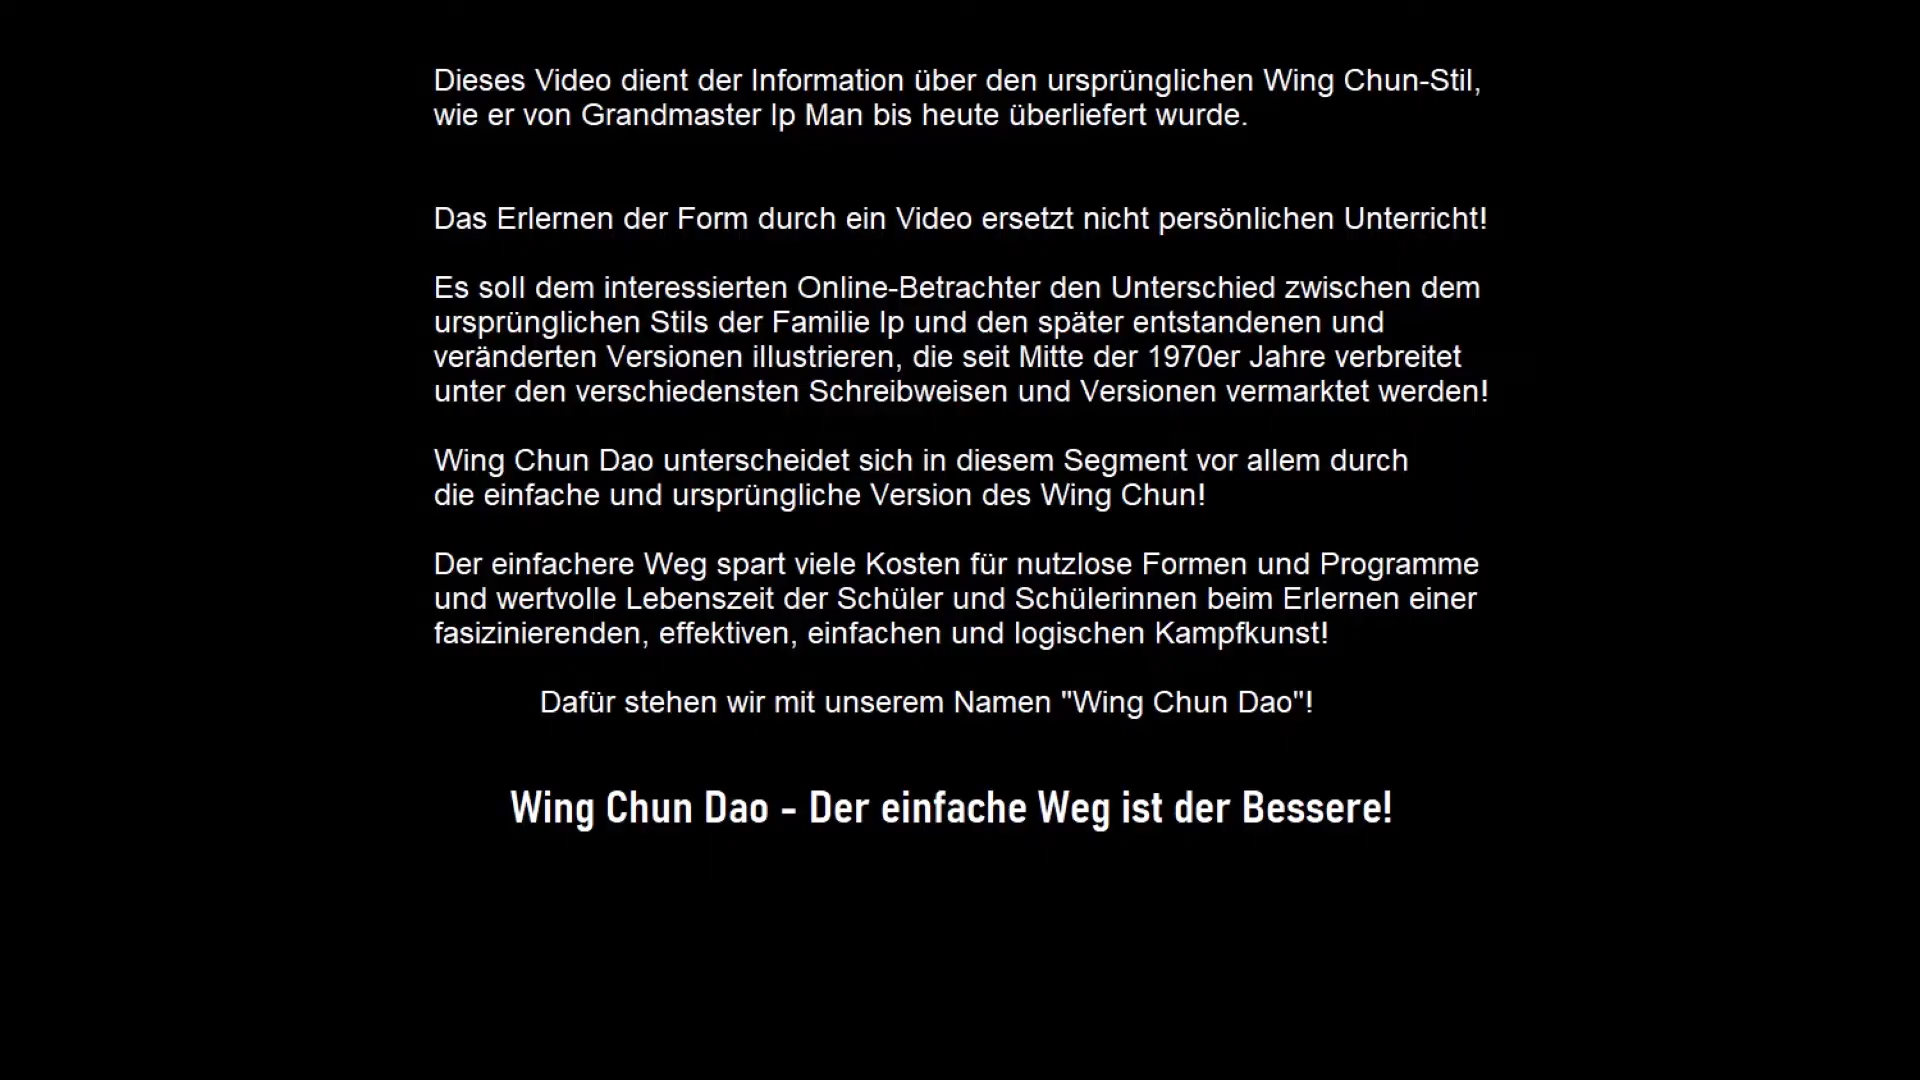 Dieses Video dient der Information über den ursprünglichen Wing Chun-Stil,
wie er von Grandmaster Ip Man bis heute überliefert wurde.
Das Erlernen der Form durch ein Video ersetzt nicht persönlichen Unterricht!
Es soll dem interessierten Online-Betrachter den Unterschied zwischen dem
ursprünglichen Stils der Familie Ip und den später entstandenen und
veränderten Versionen illustrieren, die seit Mitte der 1970er Jahre verbreitet
unter den verschiedensten Schreibweisen und Versionen vermarktet werden!
Wing Chun Dao unterscheidet sich in diesem Segment vor allem durch
die einfache und ursprüngliche Version des Wing Chun!
Der einfachere Weg spart viele Kosten für nutzlose Formen und Programme
und wertvolle Lebenszeit der Schüler und Schülerinnen beim Erlernen einer
fasizinierenden, effektiven, einfachen und logischen Kampfkunst!
Dafür stehen wir mit unserem Namen "Wing Chun Dao"!
Wing Chun Dao - Der einfache Weg ist der Bessere!